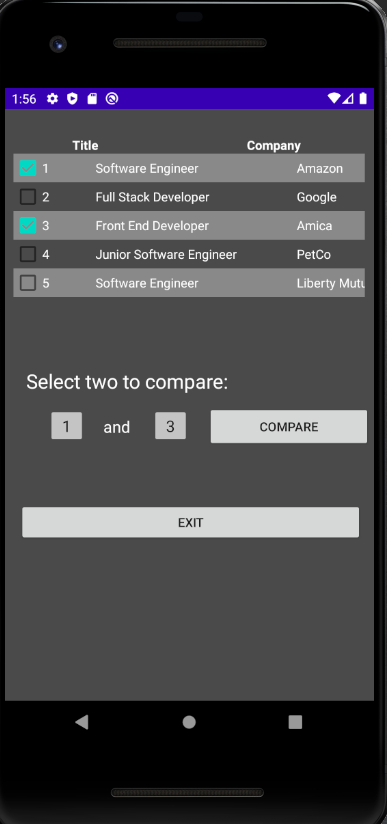 1:56
Title Company
1 Software Engineer Amazon
2 Full Stack Developer Google
3 Front End Developer Amica
4 Junior Software Engineer PetCo
5 Software Engineer Liberty Mutu
Select two to compare:
1 and 3 COMPARE
EXIT